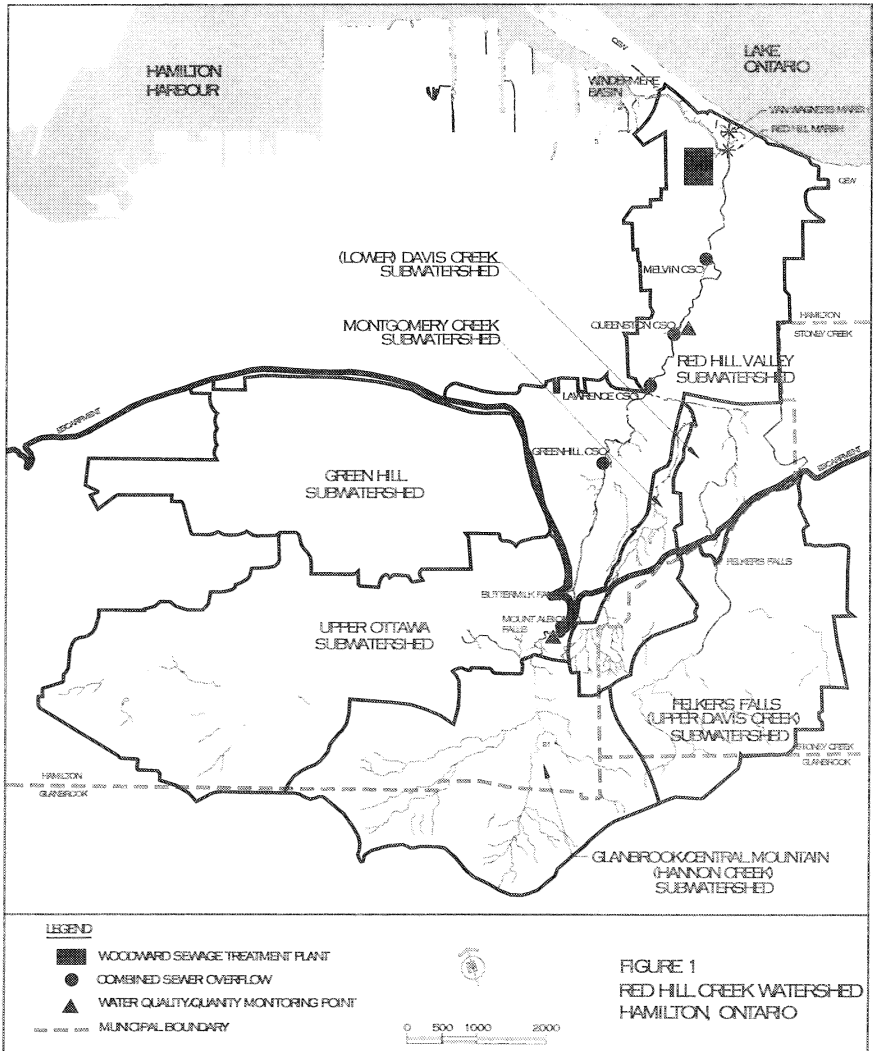 HAMILTON
HARBOUR
QEW
LAKE
ONTARIO
WINDERMERE
BASIN
VAN WAGNERS MARSH
RED HILL MARSH
QEW
(LOWER) DAVIS CREEK
SUBWATERSHED
MELVIN CSO
MONTGOMERY CREEK
SUBWATERSHED
QUEENSTON CSO
HAMILTON
STONEY CREEK
RED HILL VALLEY
SUBWATERSHED
LAWRENCE CSO
ESCARPMENT
GREENHILL CSO
ESCARPMENT
GREEN HILL
SUBWATERSHED
FELKER'S FALLS
BUTTERMILK FA
MOUNT ALBION
FALLS
UPPER OTTAWA
SUBWATERSHED
FELKERS FALLS
(UPPER DAVIS CREEK)
SUBWATERSHED
STONEY CREEK
GLANBROOK
HAMILTON
GLANBROOK
GLANBROOK/CENTRAL MOUNTAIN
(HANNON CREEK)
SUBWATERSHED
LEGEND
WOODWARD SEWAGE TREATMENT PLANT
COMBINED SEWER OVERFLOW
WATER QUALITY/QUANITY MONITORING POINT
MUNICIPAL BOUNDARY
0 500 1000 2000
FIGURE 1
RED HILL CREEK WATERSHED
HAMILTON, ONTARIO